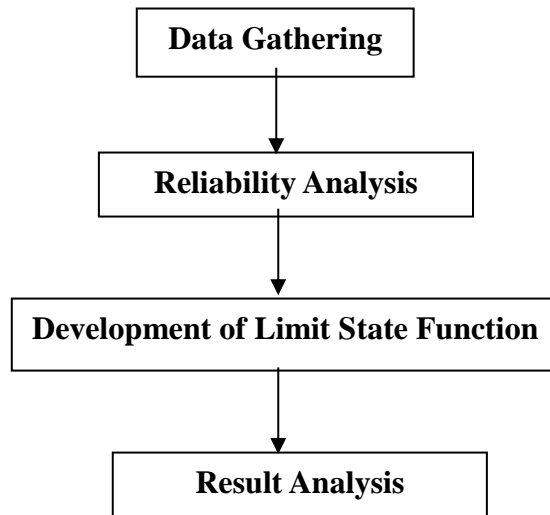 Data Gathering
Reliability Analysis
Development of Limit State Function
Result Analysis